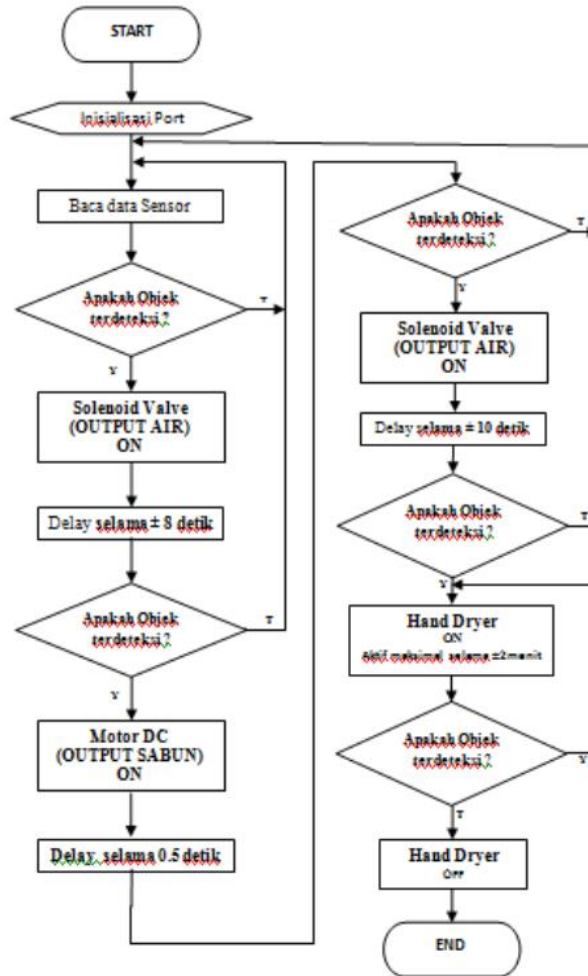 START
Inisialisasi Port
Baca data Sensor
Apakah Objek
terdeteksi?
T
Y
Solenoid Valve
(OUTPUT AIR)
ON
Delay selama ± 8 detik
Apakah Objek
terdeteksi?
T
Y
Motor DC
(OUTPUT SABUN)
ON
Delay selama 0.5 detik
Apakah Objek
terdeteksi?
T
Y
Solenoid Valve
(OUTPUT AIR)
ON
Delay selama ± 10 detik
Apakah Objek
terdeteksi?
T
Y
Hand Dryer
ON
Aktif maksimal selama ±2 menit
Apakah Objek
terdeteksi?
Y
T
Hand Dryer
OFF
END